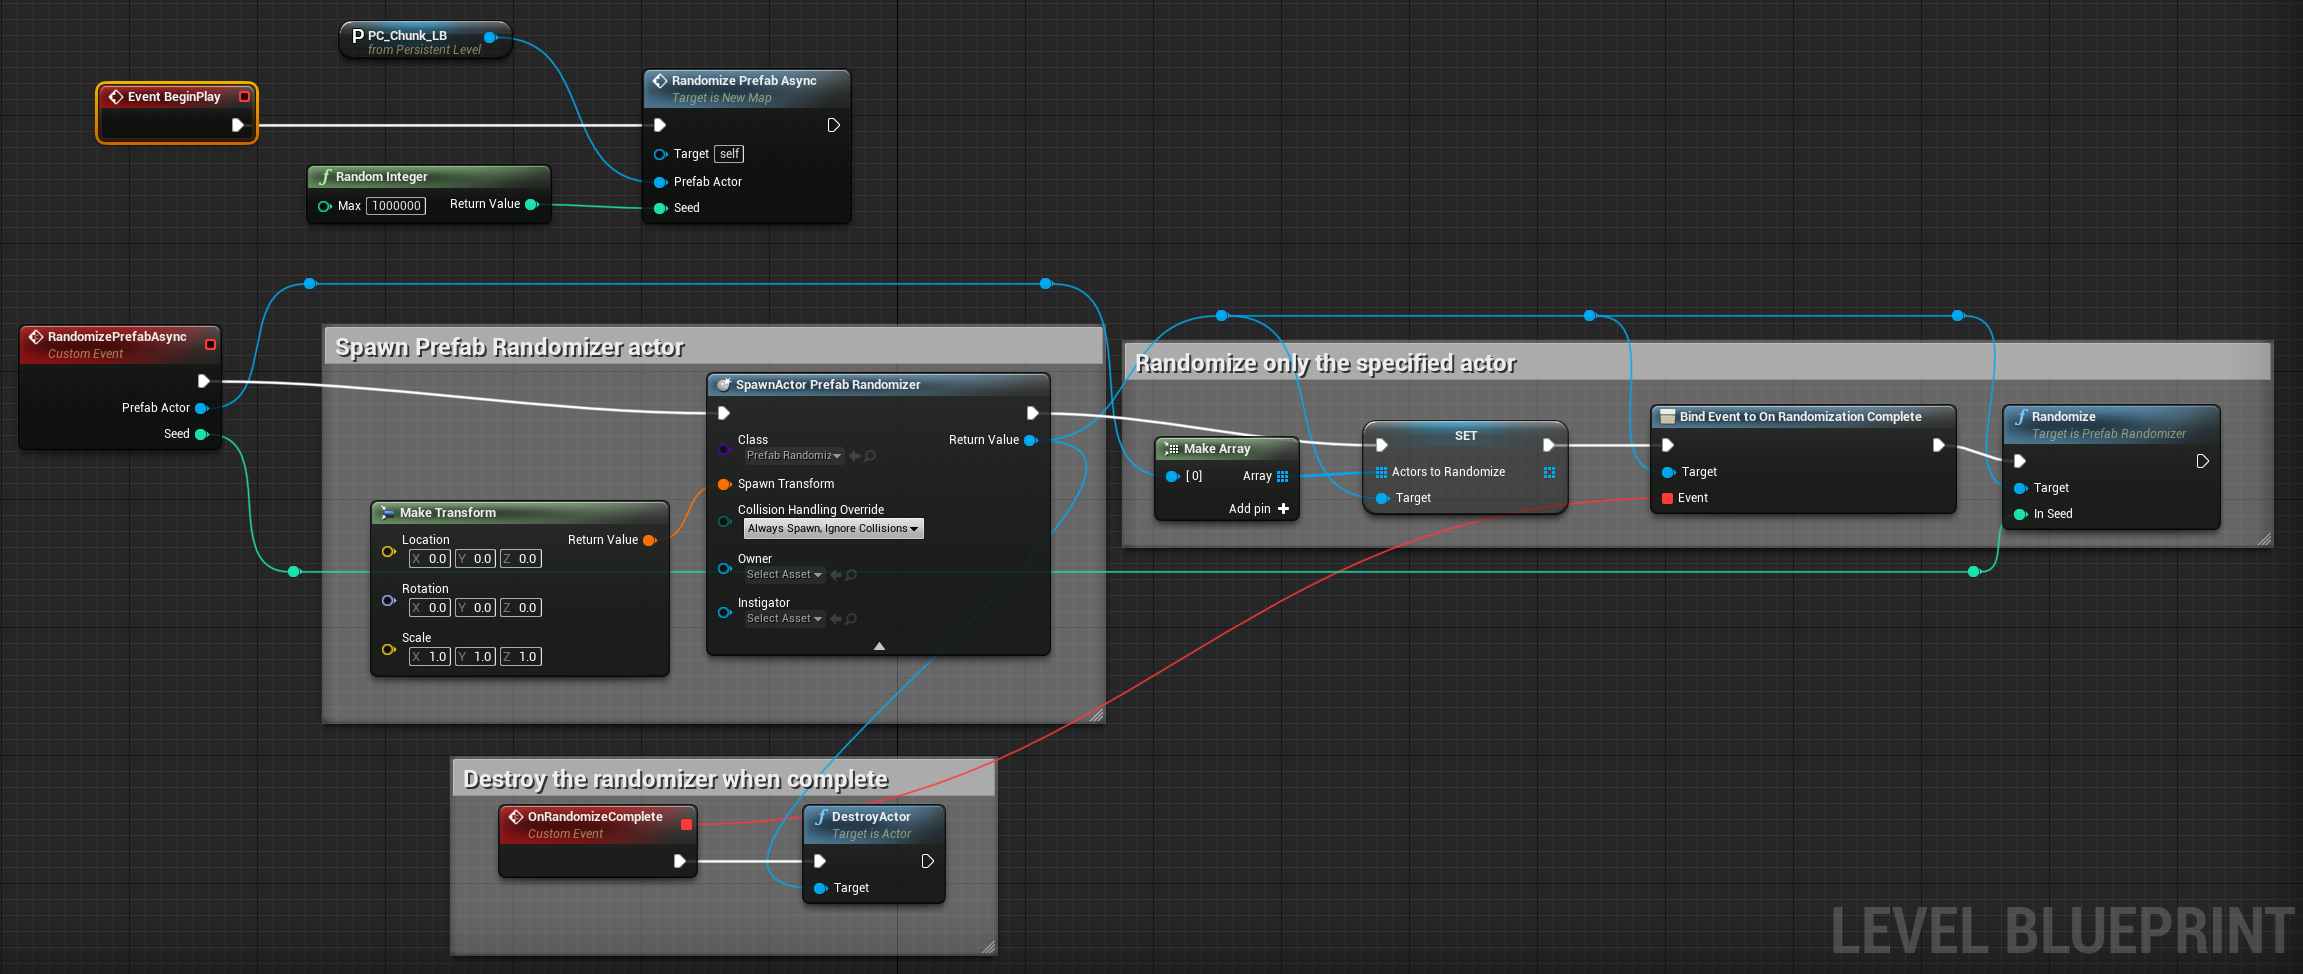 PC_Chunk_LB
from Persistent Level
Event BeginPlay
Randomize Prefab Async
Target is New Map
Target self
Prefab Actor
Seed
Random Integer
Max 1000000 Return Value
RandomizePrefabAsync
Custom Event
Prefab Actor
Seed
Spawn Prefab Randomizer actor
SpawnActor Prefab Randomizer
Class
Prefab Randomiz
Return Value
Spawn Transform
Collision Handling Override
Always Spawn, Ignore Collisions
Owner
Select Asset
Instigator
Select Asset
Make Transform
Location
X 0.0 Y 0.0 Z 0.0
Return Value
Rotation
X 0.0 Y 0.0 Z 0.0
Scale
X 1.0 Y 1.0 Z 1.0
Randomize only the specified actor
Make Array
[0] Array
Add pin
SET
Actors to Randomize
Target
Bind Event to On Randomization Complete
Target
Event
Randomize
Target is Prefab Randomizer
Target
In Seed
Destroy the randomizer when complete
OnRandomizeComplete
Custom Event
DestroyActor
Target is Actor
Target
LEVEL BLUEPRINT